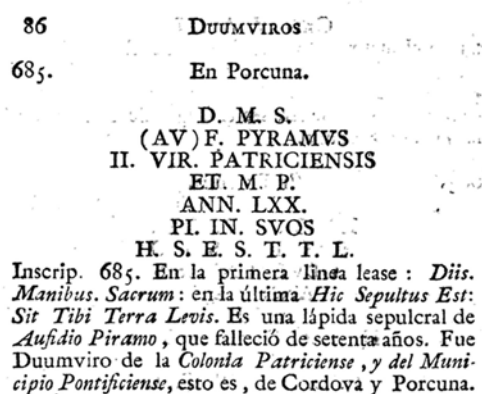 86 DUUMVIROS
685. En Porcuna.
D. M. S.
(AV) F. PYRAMVS
II. VIR. PATRICIENSIS
ET. M. P.
ANN. LXX.
PI. IN. SVOS
H. S. E. S. T. T. L.
Inscrip. 685. En la primera linea lease : Diis.
Manibus. Sacrum : en la última Hic Sepultus Est:
Sit Tibi Terra Levis. Es una lápida sepulcral de
Aufidio Piramo , que falleció de setenta años. Fue
Duumviro de la Colonia Patriciense , y del Muni-
cipio Pontificiense, esto es , de Cordova y Porcuna.